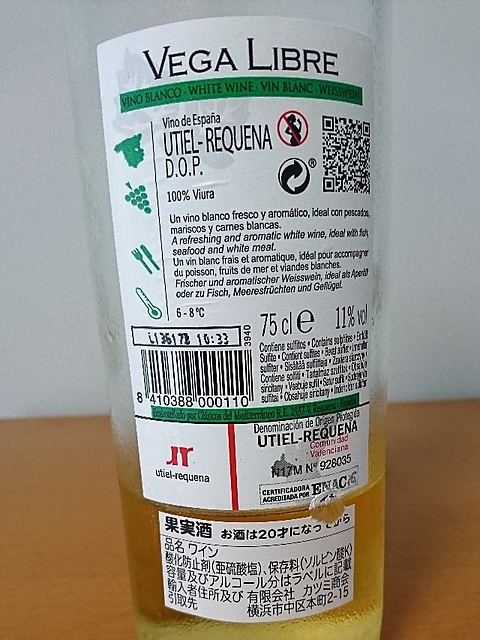 VEGA LIBRE
VINO BLANCO · WHITE WINE · VIN BLANC · WEISSWEIN
Vino de España
UTIEL-REQUENA
D.O.P.
100% Viura
Un vino blanco fresco y aromático, ideal con pescados,
mariscos y carnes blancas.
A refreshing and aromatic white wine, ideal with fish,
seafood and white meat.
Un vin blanc frais et aromatique, idéal pour accompagner
du poisson, fruits de mer et viandes blanches.
Frischer und aromatischer Weisswein, ideal als Aperitif
oder zu Fisch, Meeresfrüchten und Geflügel.
6 - 8ºC
75 cl e 11% vol
L136178 10:33
3940
Contiene sulfitos · Contains sulphites
8 410388 000110
Denominación de Origen Protegida
UTIEL-REQUENA
Comunidad
Valenciana
N17M Nº 928035
utiel-requena
CERTIFICADORA
ACREDITADA POR ENAC
果実酒 お酒は20才になってから
品名 ワイン
酸化防止剤(亜硫酸塩)、保存料(ソルビン酸K)
容量及びアルコール分はラベルに記載
輸入者住所及び 有限会社 カツミ商会
引取先 横浜市中区本町2-15